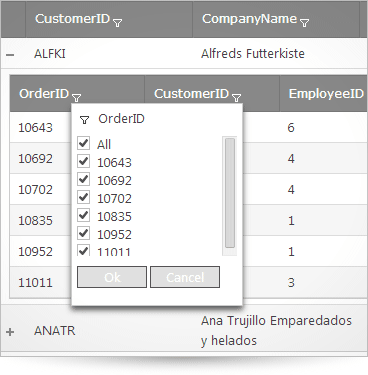 CustomerID CompanyName
ALFKI Alfreds Futterkiste
OrderID CustomerID EmployeeID
10643 6
10692 4
10702 4
10835 1
10952 1
11011 3
OrderID
All
10643
10692
10702
10835
10952
11011
Ok Cancel
ANATR Ana Trujillo Emparedados
y helados